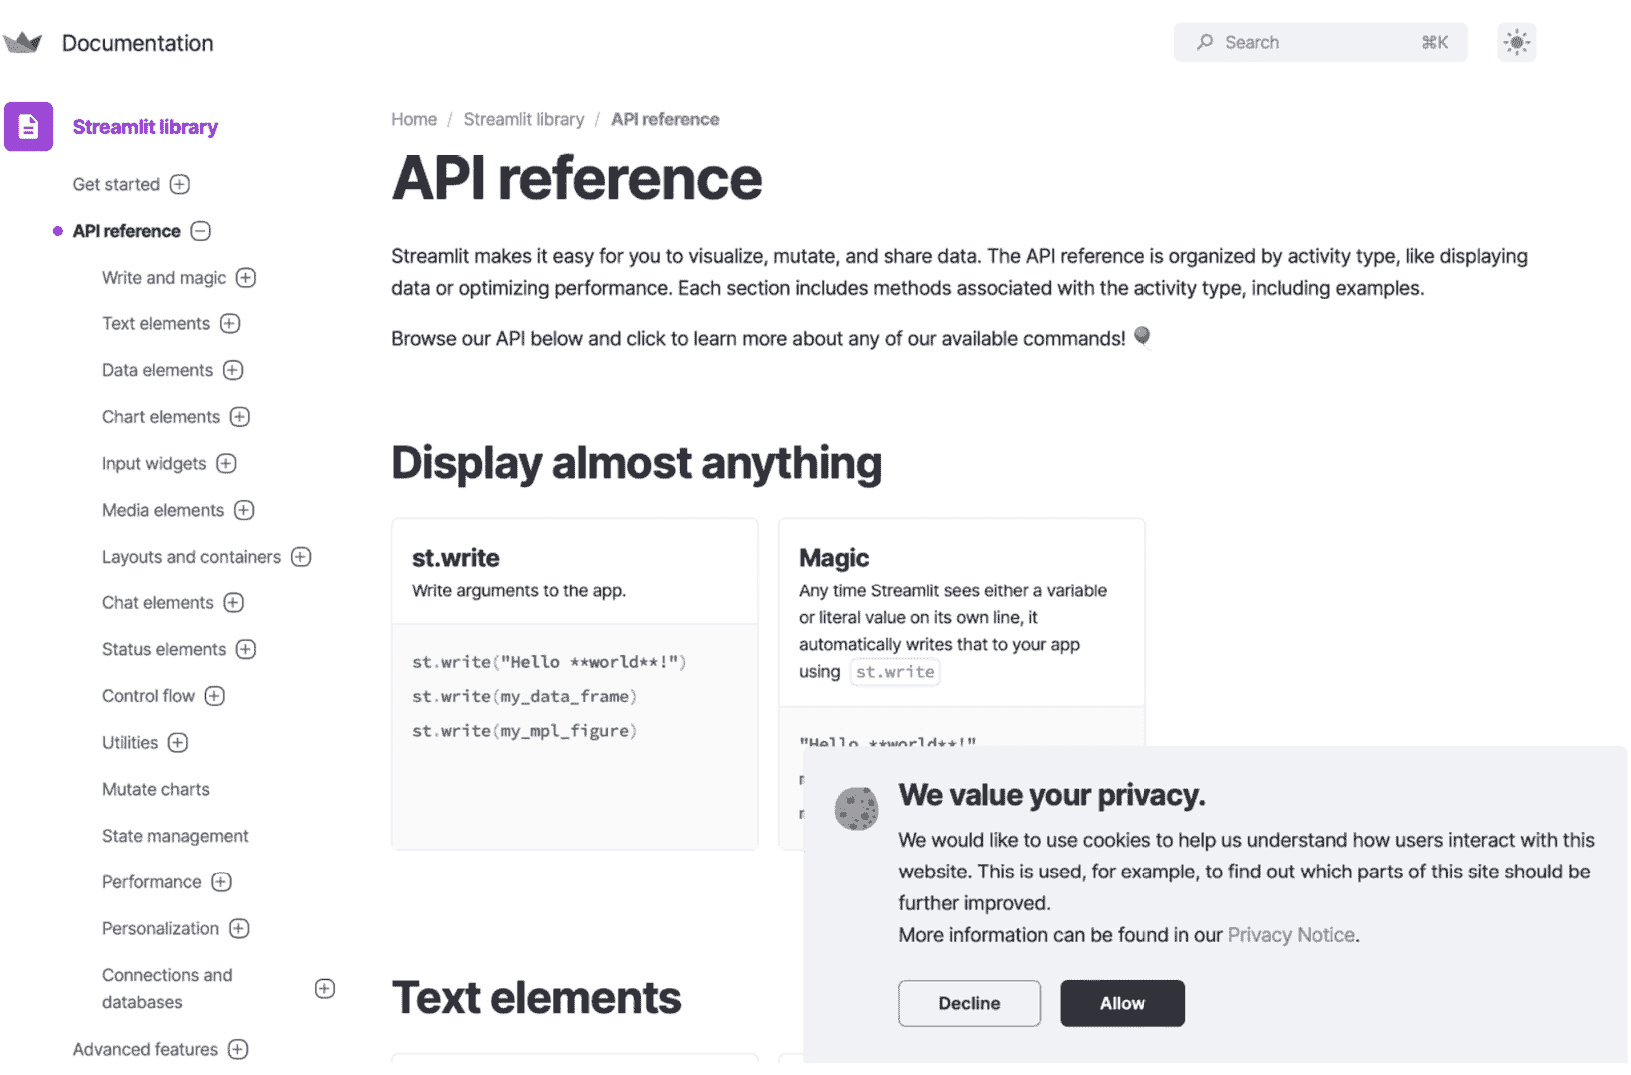 Documentation
Search
⌘K
Streamlit library
Get started
API reference
Write and magic
Text elements
Data elements
Chart elements
Input widgets
Media elements
Layouts and containers
Chat elements
Status elements
Control flow
Utilities
Mutate charts
State management
Performance
Personalization
Connections and
databases
Advanced features
Home / Streamlit library / API reference
API reference
Streamlit makes it easy for you to visualize, mutate, and share data. The API reference is organized by activity type, like displaying
data or optimizing performance. Each section includes methods associated with the activity type, including examples.
Browse our API below and click to learn more about any of our available commands!
Display almost anything
st.write
Write arguments to the app.
st.write("Hello **world**!")
st.write(my_data_frame)
st.write(my_mpl_figure)
Magic
Any time Streamlit sees either a variable
or literal value on its own line, it
automatically writes that to your app
using st.write
"Hello **world**!"
Text elements
We value your privacy.
We would like to use cookies to help us understand how users interact with this
website. This is used, for example, to find out which parts of this site should be
further improved.
More information can be found in our Privacy Notice.
Decline
Allow